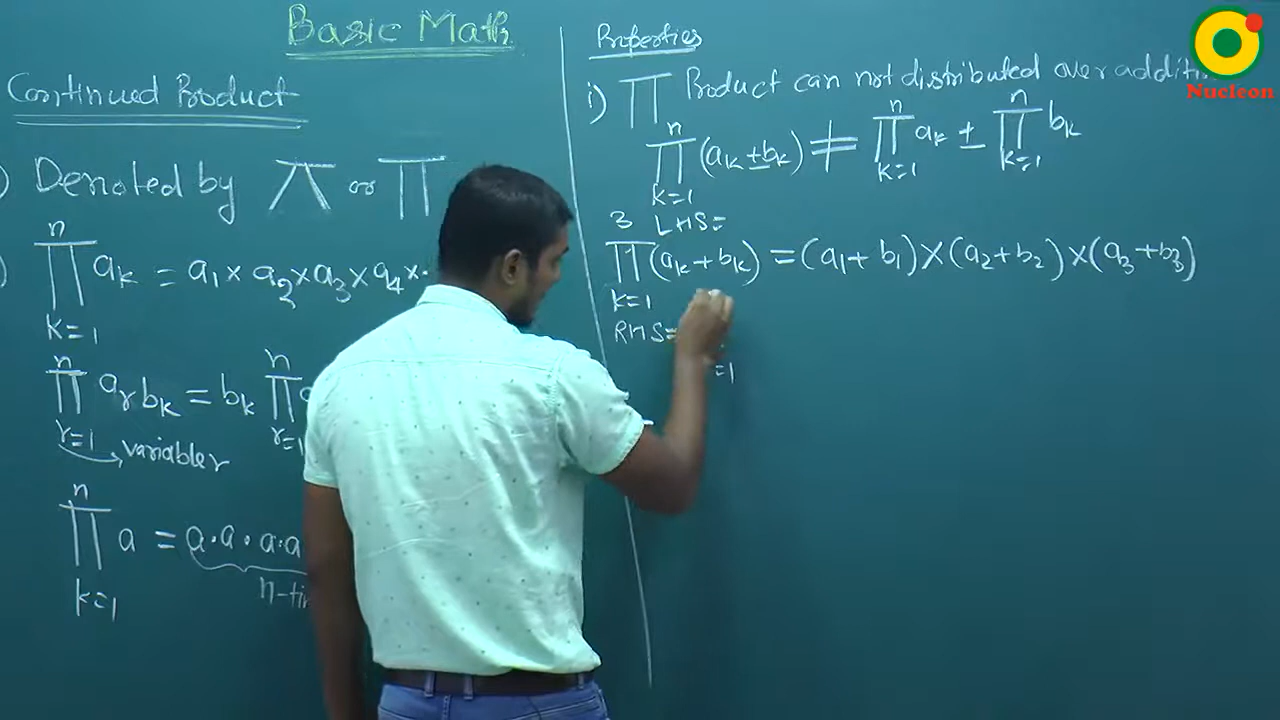 Basic Math
Continued Product
) Denoted by ⊼ or ∏
) n
∏ ak = a1 × a2 × a3 × a4 × .
K=1
n n
∏ ar bk = bk ∏ a
r=1 r=1
variable r
n
∏ a = a.a.a.a
k=1
n-ti
Properties
i) ∏ Product can not distributed over additi
n n n
∏ (ak ± bk) ≠ ∏ ak ± ∏ bk
k=1 k=1 k=1
3 LHS=
∏ (ak + bk) = (a1 + b1) × (a2 + b2) × (a3 + b3)
k=1
RHS=
=1
Nucleon